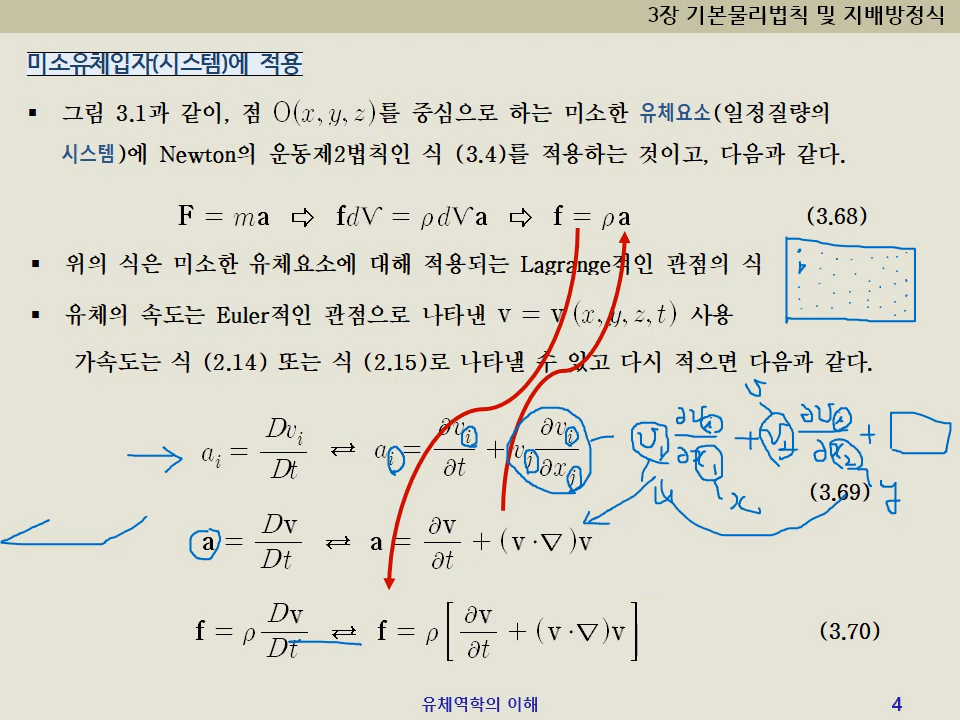 3장 기본물리법칙 및 지배방정식
미소유체입자(시스템)에 적용
▪ 그림 3.1과 같이, 점 O(x, y, z)를 중심으로 하는 미소한 유체요소(일정질량의
시스템)에 Newton의 운동제2법칙인 식 (3.4)를 적용하는 것이고, 다음과 같다.
F = ma ⇨ fdV = ρdVa ⇨ f = ρa (3.68)
▪ 위의 식은 미소한 유체요소에 대해 적용되는 Lagrange적인 관점의 식
▪ 유체의 속도는 Euler적인 관점으로 나타낸 v = v(x, y, z, t) 사용
가속도는 식 (2.14) 또는 식 (2.15)로 나타낼 수 있고 다시 적으면 다음과 같다.
v
a_i = Dv_i/Dt ⇄ a_i = ∂v_i/∂t + v_j ∂v_i/∂x_j v_1 ∂v_i/∂x_1 + v_2 ∂v_i/∂x_2 +
(3.69)
u x y
a = Dv/Dt ⇄ a = ∂v/∂t + (v·∇)v
f = ρ Dv/Dt ⇄ f = ρ[∂v/∂t + (v·∇)v] (3.70)
유체역학의 이해 4